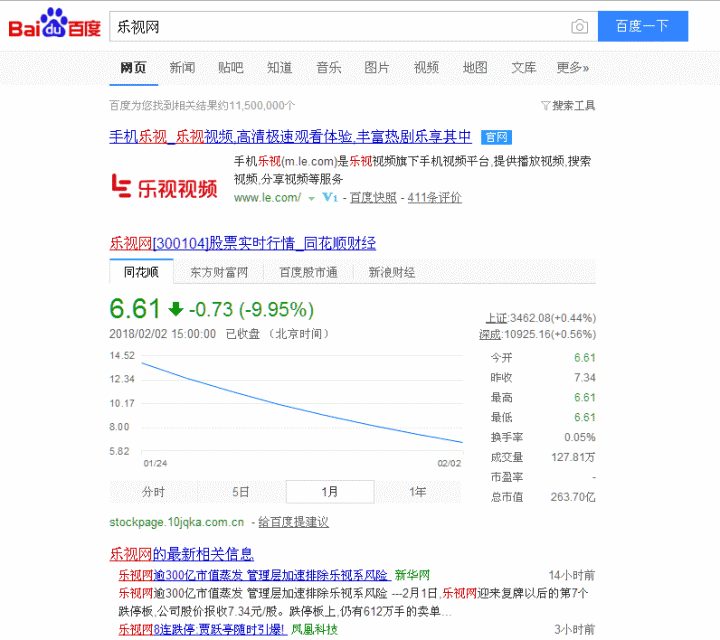 Bai du 百度 乐视网 百度一下
网页 新闻 贴吧 知道 音乐 图片 视频 地图 文库 更多»
百度为您找到相关结果约11,500,000个 搜索工具
手机乐视_乐视视频,高清极速观看体验,丰富热剧乐享其中 官网
乐视视频
手机乐视(m.le.com)是乐视视频旗下手机视频平台,提供播放视频,搜索
视频,分享视频等服务
www.le.com/ V1 - 百度快照 - 411条评价
乐视网[300104]股票实时行情_同花顺财经
同花顺 东方财富网 百度股市通 新浪财经
6.61 -0.73 (-9.95%)
2018/02/02 15:00:00 已收盘 (北京时间)
上证:3462.08(+0.44%)
深成:10925.16(+0.56%)
14.52
12.34
10.17
8.00
5.82
01/24 02/02
今开 6.61
昨收 7.34
最高 6.61
最低 6.61
换手率 0.05%
成交量 127.81万
市盈率 -
总市值 263.70亿
分时 5日 1月 1年
stockpage.10jqka.com.cn - 给百度提建议
乐视网的最新相关信息
乐视网逾300亿市值蒸发 管理层加速排除乐视系风险 新华网 14小时前
乐视网逾300亿市值蒸发 管理层加速排除乐视系风险 ---2月1日,乐视网迎来复牌以后的第7个
跌停板,公司股价报收7.34元/股。跌停板上,仍有612万手的卖单...
乐视网8连跌停:贾跃亭随时引爆! 凤凰科技 3小时前